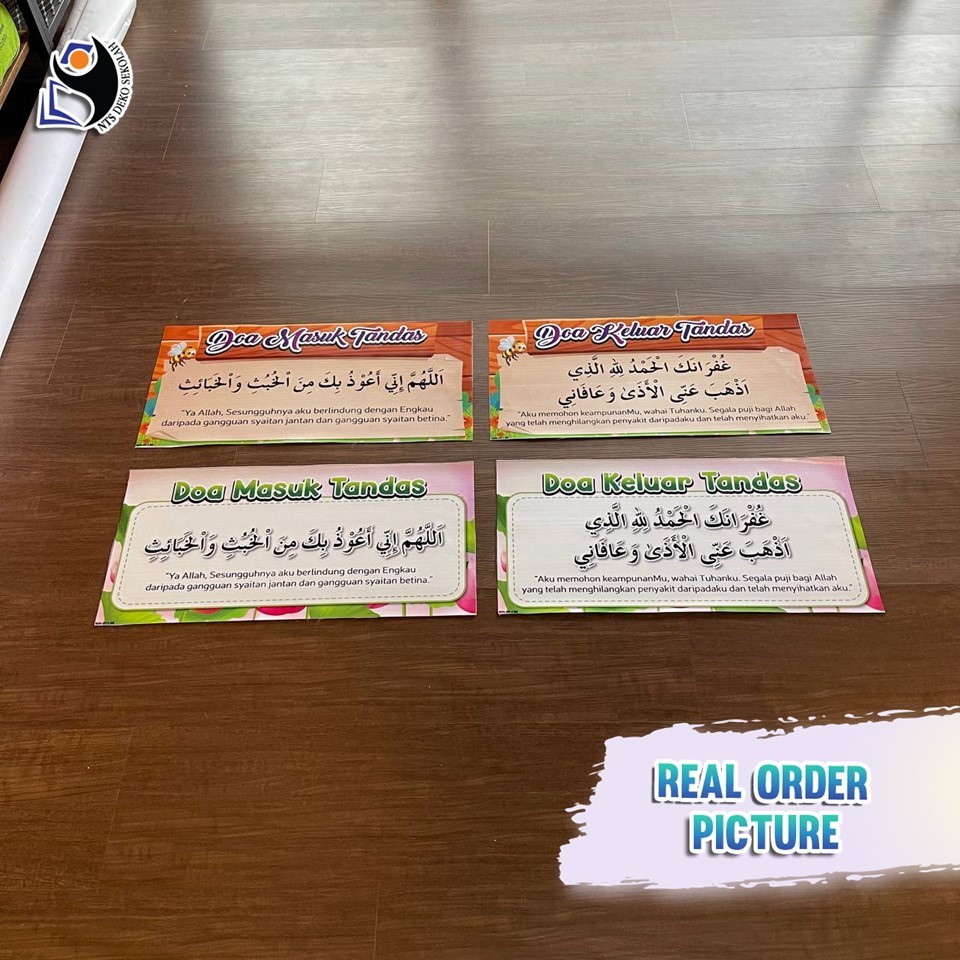 NTS DEKO SEKOLAH
Doa Masuk Tandas
اَللَّهُمَّ إِنِّي أَعُوْذُ بِكَ مِنَ الْخُبُثِ وَالْخَبَائِثِ
"Ya Allah, Sesungguhnya aku berlindung dengan Engkau
daripada gangguan syaitan jantan dan gangguan syaitan betina."
Doa Keluar Tandas
غُفْرَانَكَ الْحَمْدُ لِلهِ الَّذِي
اَذْهَبَ عَنِّى الْأَذَىٰ وَعَافَانِي
"Aku memohon keampunanMu, wahai Tuhanku. Segala puji bagi Allah
yang telah menghilangkan penyakit daripadaku dan telah menyihatkan aku."
Doa Masuk Tandas
اَللَّهُمَّ إِنِّي أَعُوْذُ بِكَ مِنَ الْخُبُثِ وَالْخَبَائِثِ
"Ya Allah, Sesungguhnya aku berlindung dengan Engkau
daripada gangguan syaitan jantan dan gangguan syaitan betina."
Doa Keluar Tandas
غُفْرَانَكَ الْحَمْدُ لِلهِ الَّذِي
اَذْهَبَ عَنِّى الْأَذَىٰ وَعَافَانِي
"Aku memohon keampunanMu, wahai Tuhanku. Segala puji bagi Allah
yang telah menghilangkan penyakit daripadaku dan telah menyihatkan aku."
REAL ORDER
PICTURE